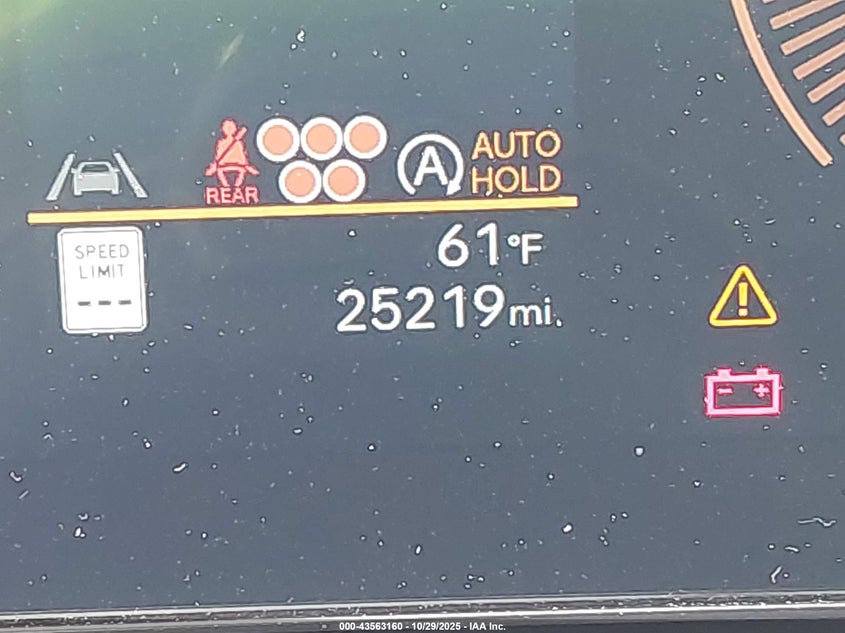 REAR
A
AUTO
HOLD
SPEED
LIMIT
---
61°F
25219mi.
000-43563160 - 10/29/2025 - IAA Inc.